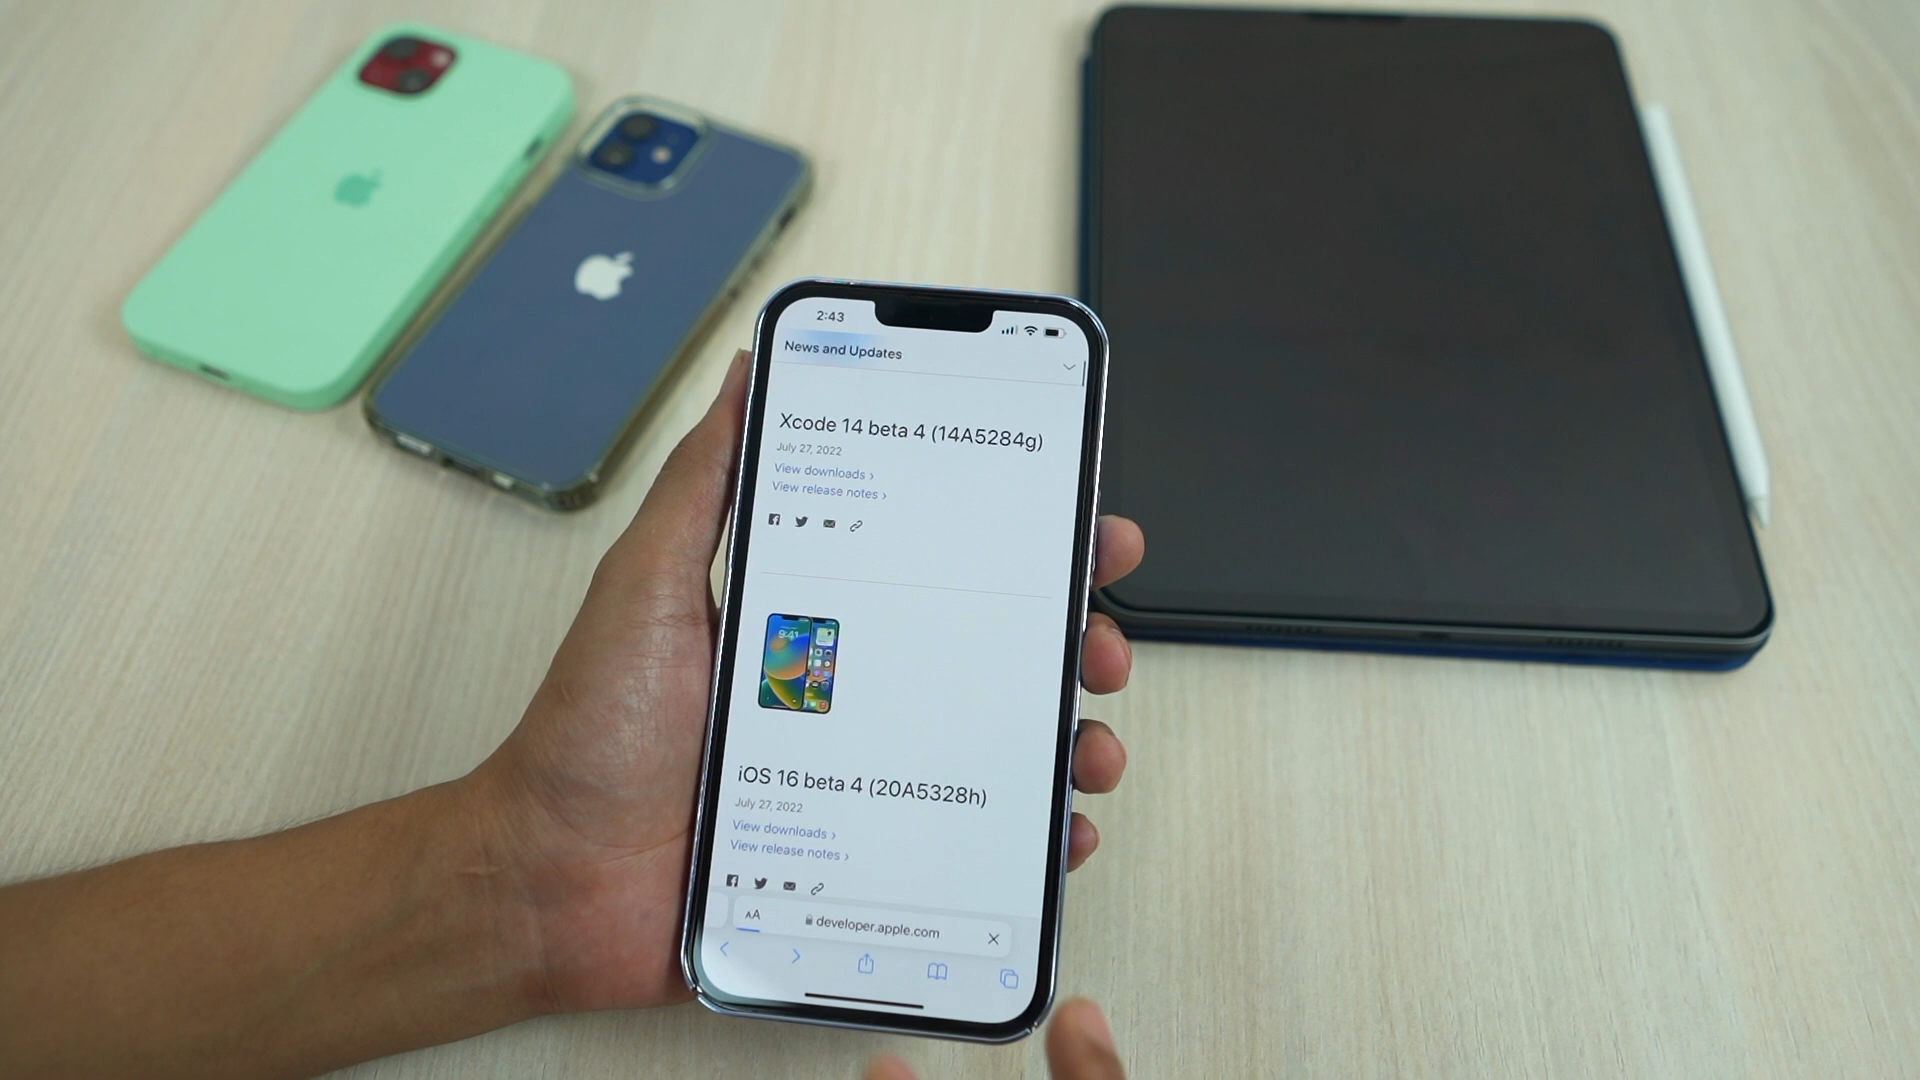 2:43
News and Updates
Xcode 14 beta 4 (14A5284g)
July 27, 2022
View downloads ›
View release notes ›
9:41
iOS 16 beta 4 (20A5328h)
July 27, 2022
View downloads ›
View release notes ›
AA developer.apple.com